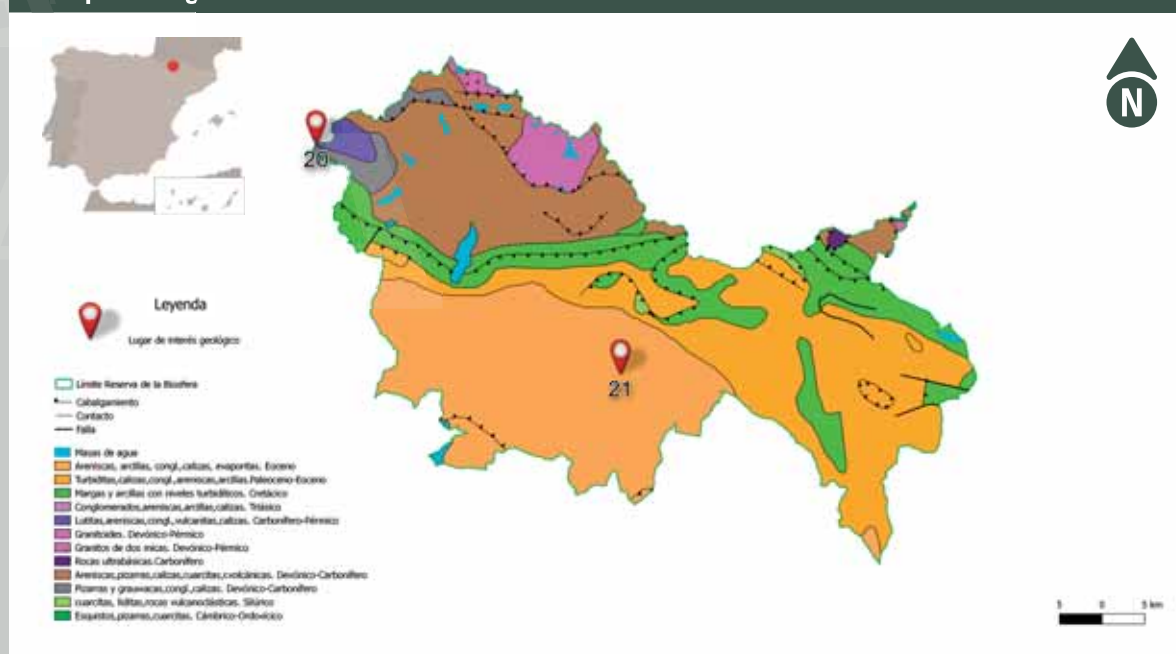 N
20
21
Leyenda
Lugar de interés geológico
Límite Reserva de la Biosfera
Cabalgamiento
Contacto
Falla
Masas de agua
Areniscas, arcillas, congl.,calizas, evaporitas. Eoceno
Turbiditas,calizas,congl.,areniscas,arcillas.Paleoceno-Eoceno
Margas y arcillas con niveles turbidíticos. Cretácico
Conglomerados,areniscas,arcillas,calizas. Triásico
Lutitas,areniscas,congl.,vulcanitas,calizas. Carbonífero-Pérmico
Granitoides. Devónico-Pérmico
Granitos de dos micas. Devónico-Pérmico
Rocas ultrabásicas.Carbonífero
Areniscas,pizarras,calizas,cuarcitas,r.volcánicas. Devónico-Carbonífero
Pizarras y grauwacas,congl.,calizas. Devónico-Carbonífero
cuarcitas, liditas,rocas vulcanoclásticas. Silúrico
Esquistos,pizarras,cuarcitas. Cámbrico-Ordovícico
5 0 5 km